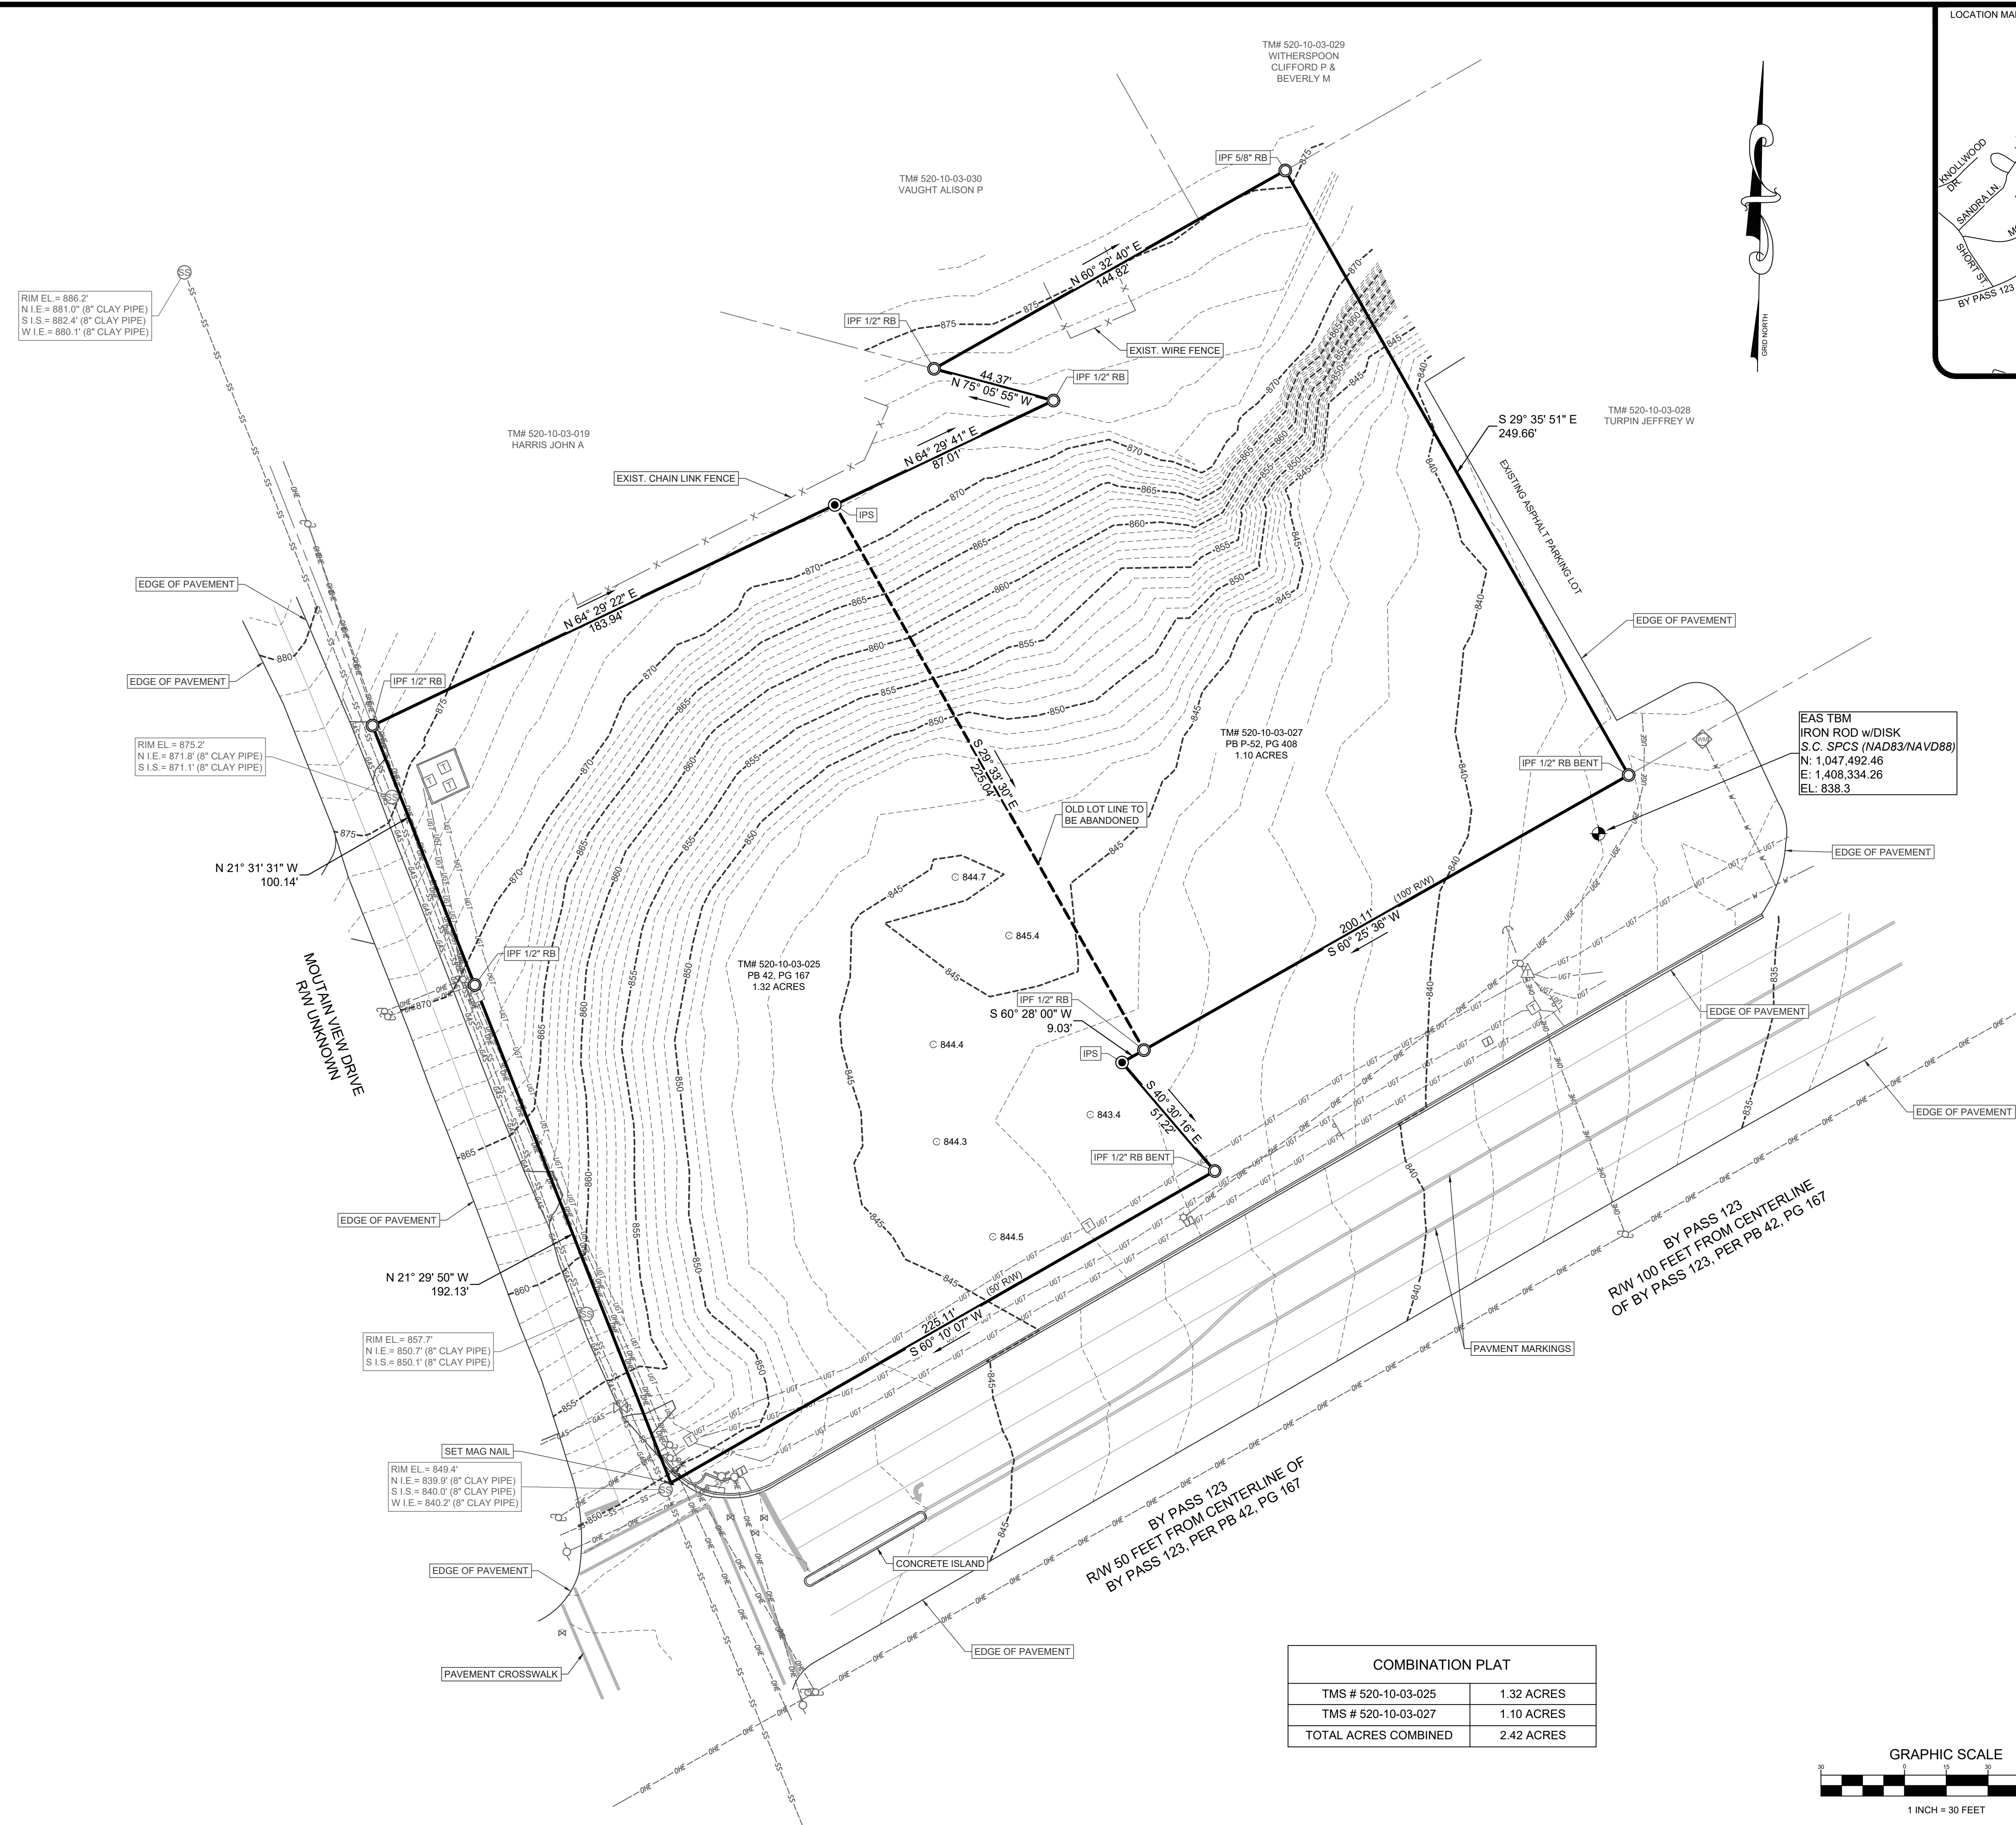 LOCATION MA
KNOLLWOOD
DR.
SANDRA LN.
SHORT ST.
BY PASS 123
TM# 520-10-03-029
WITHERSPOON
CLIFFORD P &
BEVERLY M
GRID NORTH
TM# 520-10-03-030
VAUGHT ALISON P
IPF 5/8" RB
875
N 60° 32' 40" E
144.82'
875
875
IPF 1/2" RB
EXIST. WIRE FENCE
44.37'
N 75° 05' 55" W
IPF 1/2" RB
RIM EL.= 886.2'
N I.E.= 881.0" (8" CLAY PIPE)
S I.S.= 882.4' (8" CLAY PIPE)
W I.E.= 880.1' (8" CLAY PIPE)
SS
TM# 520-10-03-019
HARRIS JOHN A
EXIST. CHAIN LINK FENCE
N 64° 29' 41" E
87.01'
IPS
S 29° 35' 51" E
249.66'
TM# 520-10-03-028
TURPIN JEFFREY W
EXISTING ASPHALT PARKING LOT
EDGE OF PAVEMENT
EDGE OF PAVEMENT
EDGE OF PAVEMENT
N 64° 29' 22" E
183.94'
IPF 1/2" RB
880
875
870
865
860
855
850
845
840
RIM EL.= 875.2'
N I.E.= 871.8' (8" CLAY PIPE)
S I.S.= 871.1' (8" CLAY PIPE)
S 29° 33' 30" E
225.04'
OLD LOT LINE TO
BE ABANDONED
TM# 520-10-03-027
PB P-52, PG 408
1.10 ACRES
IPF 1/2" RB BENT
EAS TBM
IRON ROD w/DISK
S.C. SPCS (NAD83/NAVD88)
N: 1,047,492.46
E: 1,408,334.26
EL: 838.3
WM
EDGE OF PAVEMENT
N 21° 31' 31" W
100.14'
IPF 1/2" RB
MOUTAIN VIEW DRIVE
R/W UNKNOWN
TM# 520-10-03-025
PB 42, PG 167
1.32 ACRES
844.7
845.4
844.4
843.4
844.3
844.5
200.11'
(100' R/W)
S 60° 25' 36" W
IPF 1/2" RB
S 60° 28' 00" W
9.03'
IPS
S 40° 30' 16" E
51.22'
IPF 1/2" RB BENT
EDGE OF PAVEMENT
835
835
EDGE OF PAVEMENT
EDGE OF PAVEMENT
N 21° 29' 50" W
192.13'
225.11'
(50' R/W)
S 60° 10' 07" W
BY PASS 123
R/W 100 FEET FROM CENTERLINE
OF BY PASS 123, PER PB 42, PG 167
PAVMENT MARKINGS
RIM EL.= 857.7'
N I.E.= 850.7' (8" CLAY PIPE)
S I.S.= 850.1' (8" CLAY PIPE)
SET MAG NAIL
RIM EL.= 849.4'
N I.E.= 839.9' (8" CLAY PIPE)
S I.S.= 840.0' (8" CLAY PIPE)
W I.E.= 840.2' (8" CLAY PIPE)
EDGE OF PAVEMENT
CONCRETE ISLAND
BY PASS 123
R/W 50 FEET FROM CENTERLINE OF
BY PASS 123, PER PB 42, PG 167
EDGE OF PAVEMENT
PAVEMENT CROSSWALK
COMBINATION PLAT
TMS # 520-10-03-025 1.32 ACRES
TMS # 520-10-03-027 1.10 ACRES
TOTAL ACRES COMBINED 2.42 ACRES
GRAPHIC SCALE
30 0 15 30
1 INCH = 30 FEET